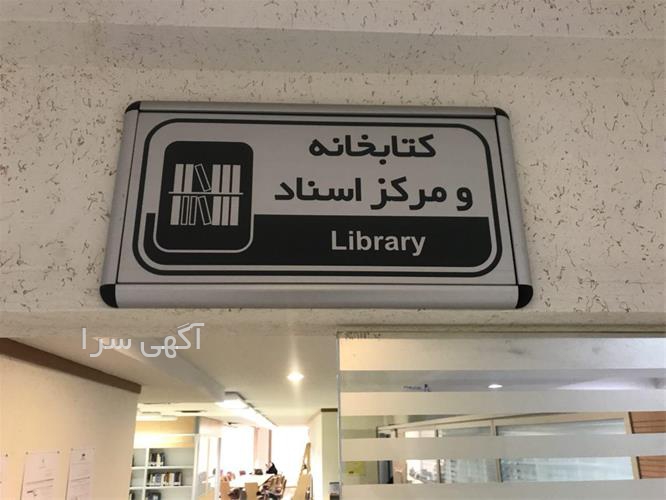 کتابخانه
و مرکز اسناد
Library
آگهی سرا